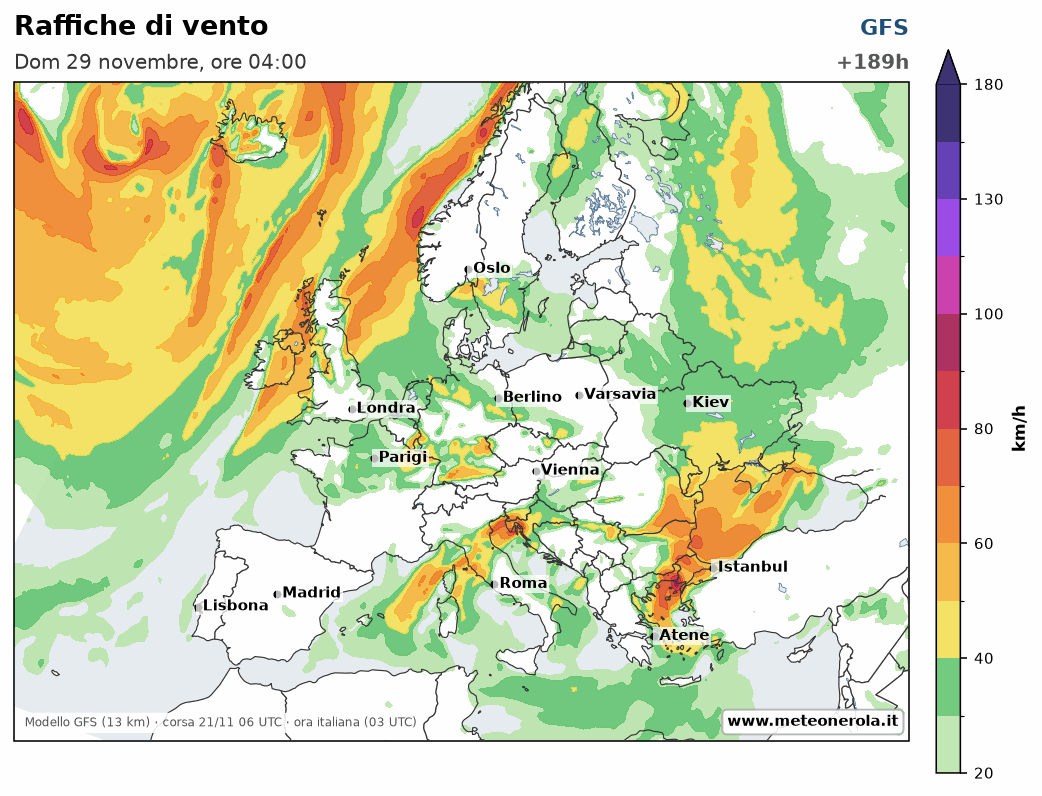 Raffiche di vento
GFS
Dom 29 novembre, ore 04:00
+189h
180
130
100
80
60
40
20
km/h
Oslo
Berlino
Varsavia
Kiev
Londra
Parigi
Vienna
Istanbul
Roma
Madrid
Lisbona
Atene
Modello GFS (13 km) · corsa 21/11 06 UTC · ora italiana (03 UTC)
www.meteonerola.it